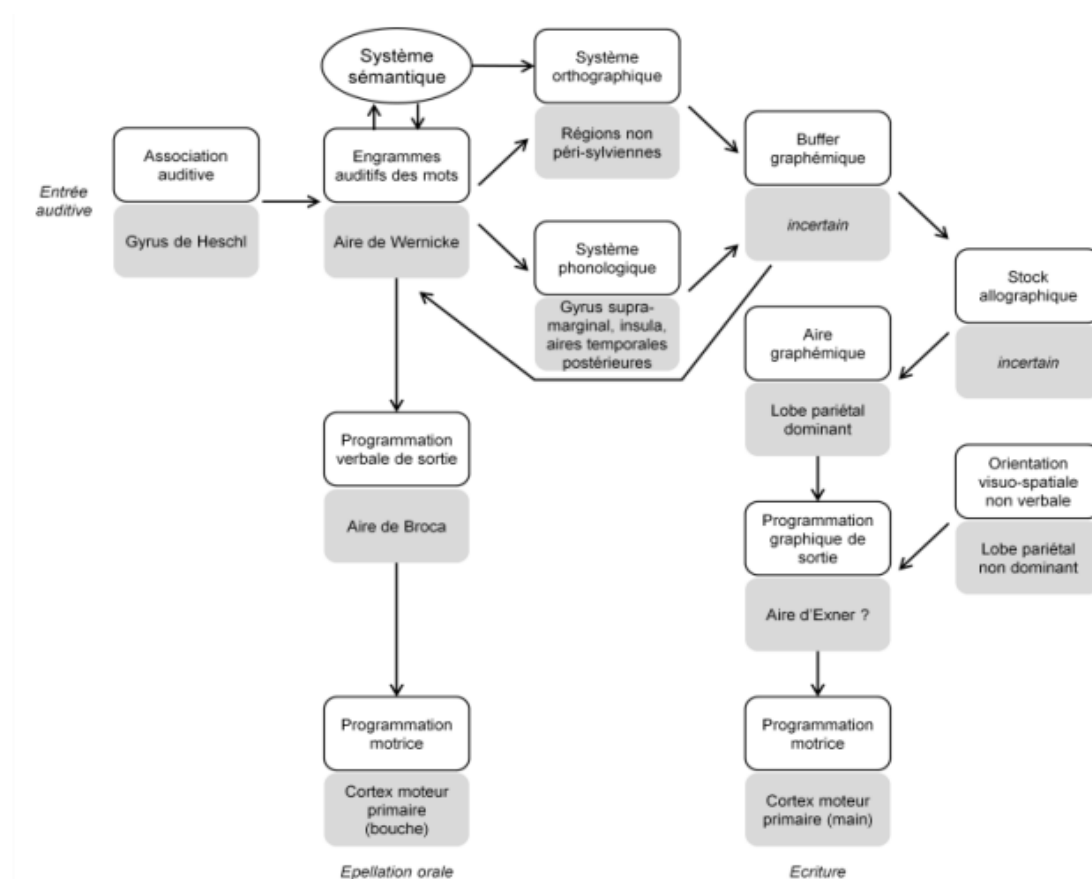 Système
sémantique
Système
orthographique
Régions non
péri-sylviennes
Entrée
auditive
Association
auditive
Gyrus de Heschl
Engrammes
auditifs des mots
Aire de Wernicke
Buffer
graphémique
incertain
Système
phonologique
Gyrus supra-
marginal, insula,
aires temporales
postérieures
Stock
allographique
incertain
Aire
graphémique
Lobe pariétal
dominant
Programmation
verbale de sortie
Aire de Broca
Orientation
visuo-spatiale
non verbale
Lobe pariétal
non dominant
Programmation
graphique de
sortie
Aire d'Exner ?
Programmation
motrice
Cortex moteur
primaire
(bouche)
Epellation orale
Programmation
motrice
Cortex moteur
primaire (main)
Ecriture